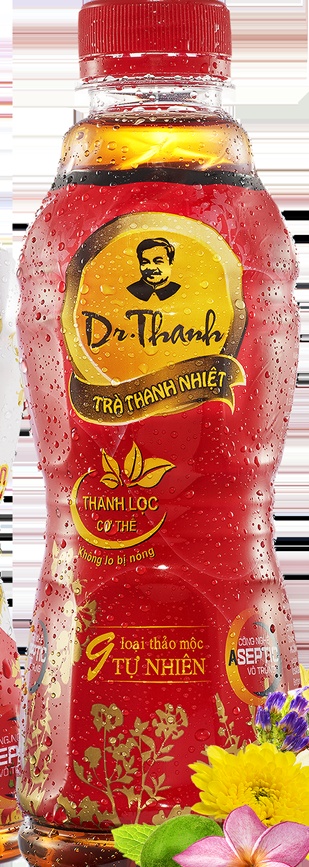 Dr.Thanh
TRÀ THANH NHIỆT
THANH LỌC
CƠ THỂ
Không lo bị nóng
9 loại thảo mộc
TỰ NHIÊN
CÔNG NGHỆ
ASEPTIC
VÔ TRÙNG